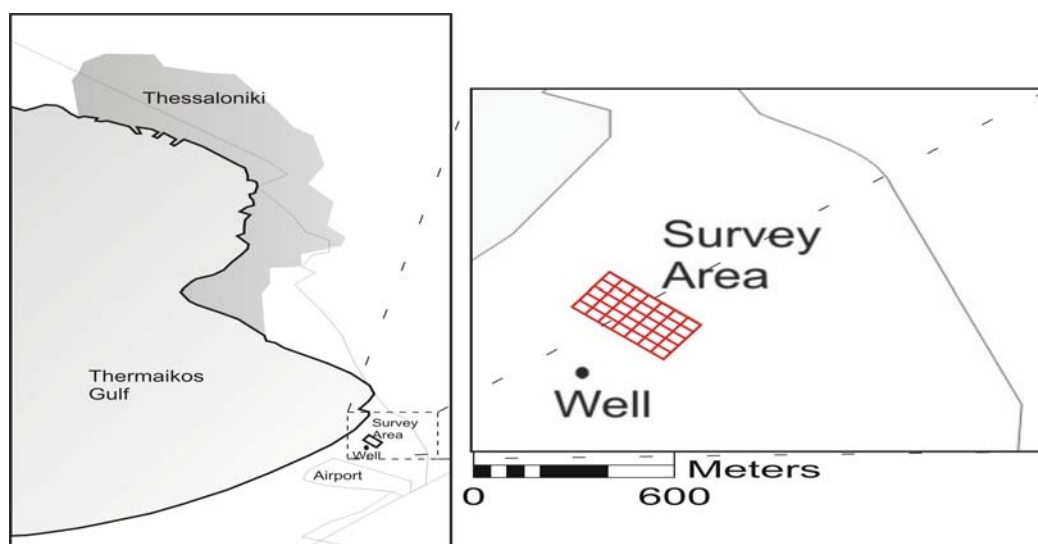 Thessaloniki
Thermaikos
Gulf
Survey
Area
Well
Airport
Survey
Area
Well
Meters
0 600